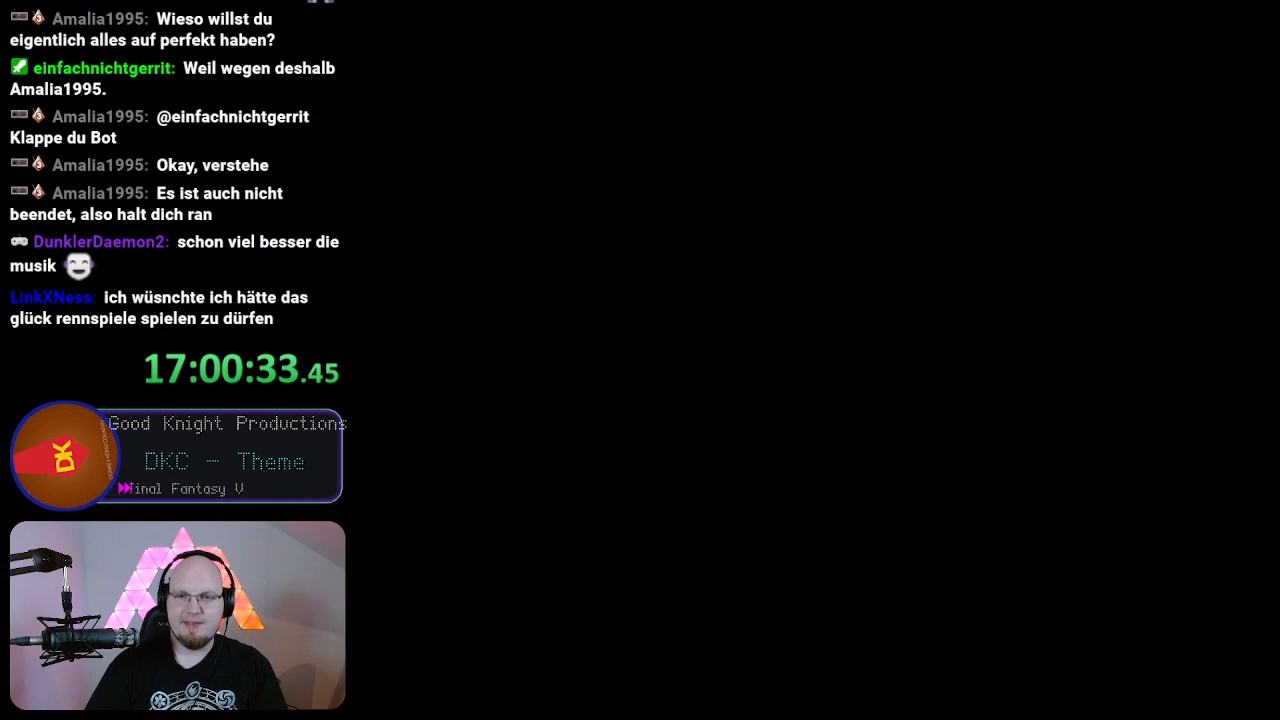 Amalia1995: Wieso willst du
eigentlich alles auf perfekt haben?
einfachnichtgerrit: Weil wegen deshalb
Amalia1995.
Amalia1995: @einfachnichtgerrit
Klappe du Bot
Amalia1995: Okay, verstehe
Amalia1995: Es ist auch nicht
beendet, also halt dich ran
DunklerDaemon2: schon viel besser die
musik
LinkXNess: ich wüsnchte ich hätte das
glück rennspiele spielen zu dürfen
17:00:33.45
Good Knight Productions
DK
DKC - Theme
Final Fantasy V